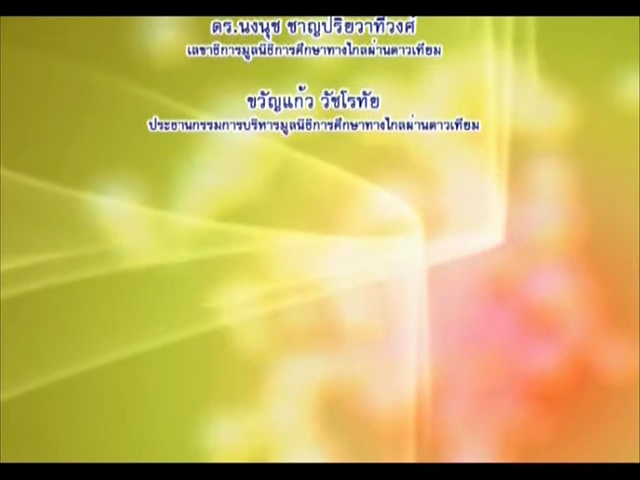 ดร.นงนุช ชาญปริยวาทีวงศ์
เลขาธิการมูลนิธิการศึกษาทางไกลผ่านดาวเทียม
ขวัญแก้ว วัชโรทัย
ประธานกรรมการบริหารมูลนิธิการศึกษาทางไกลผ่านดาวเทียม